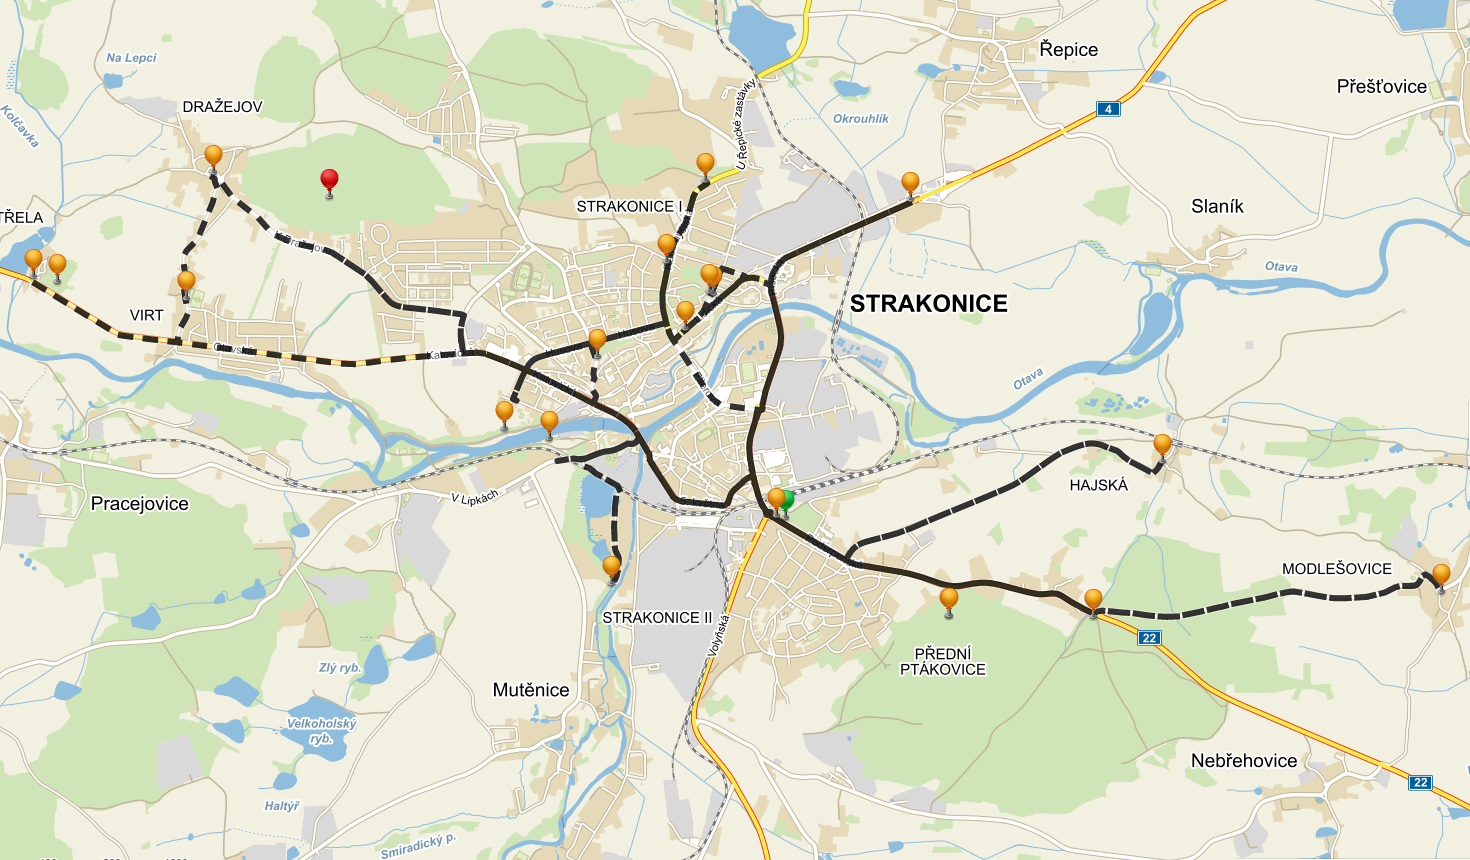 Řepice
Na Lepci
Přešťovice
DRAŽEJOV
4
Kolčavka
Okrouhlík
U Řepické zastávky
STRAKONICE I
Slaník
TŘELA
Otava
STRAKONICE
VIRT
Otava
HAJSKÁ
V Lipkách
Pracejovice
MODLEŠOVICE
STRAKONICE II
Volyňská
22
PŘEDNÍ
PTÁKOVICE
Zlý ryb.
Mutěnice
Velkoholský
ryb.
Nebřehovice
22
Haltýř
Smiradický p.